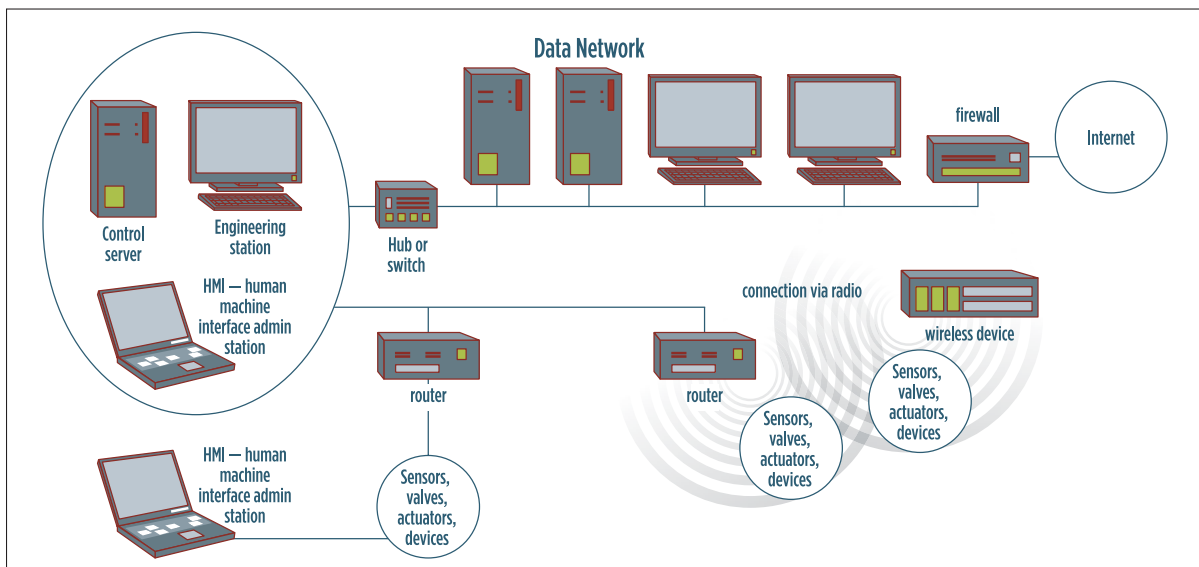 Data Network
firewall
Internet
Control
server
Engineering
station
Hub or
switch
HMI — human
machine
interface admin
station
connection via radio
wireless device
router
router
Sensors,
valves,
actuators,
devices
Sensors,
valves,
actuators,
devices
HMI — human
machine
interface admin
station
Sensors,
valves,
actuators,
devices